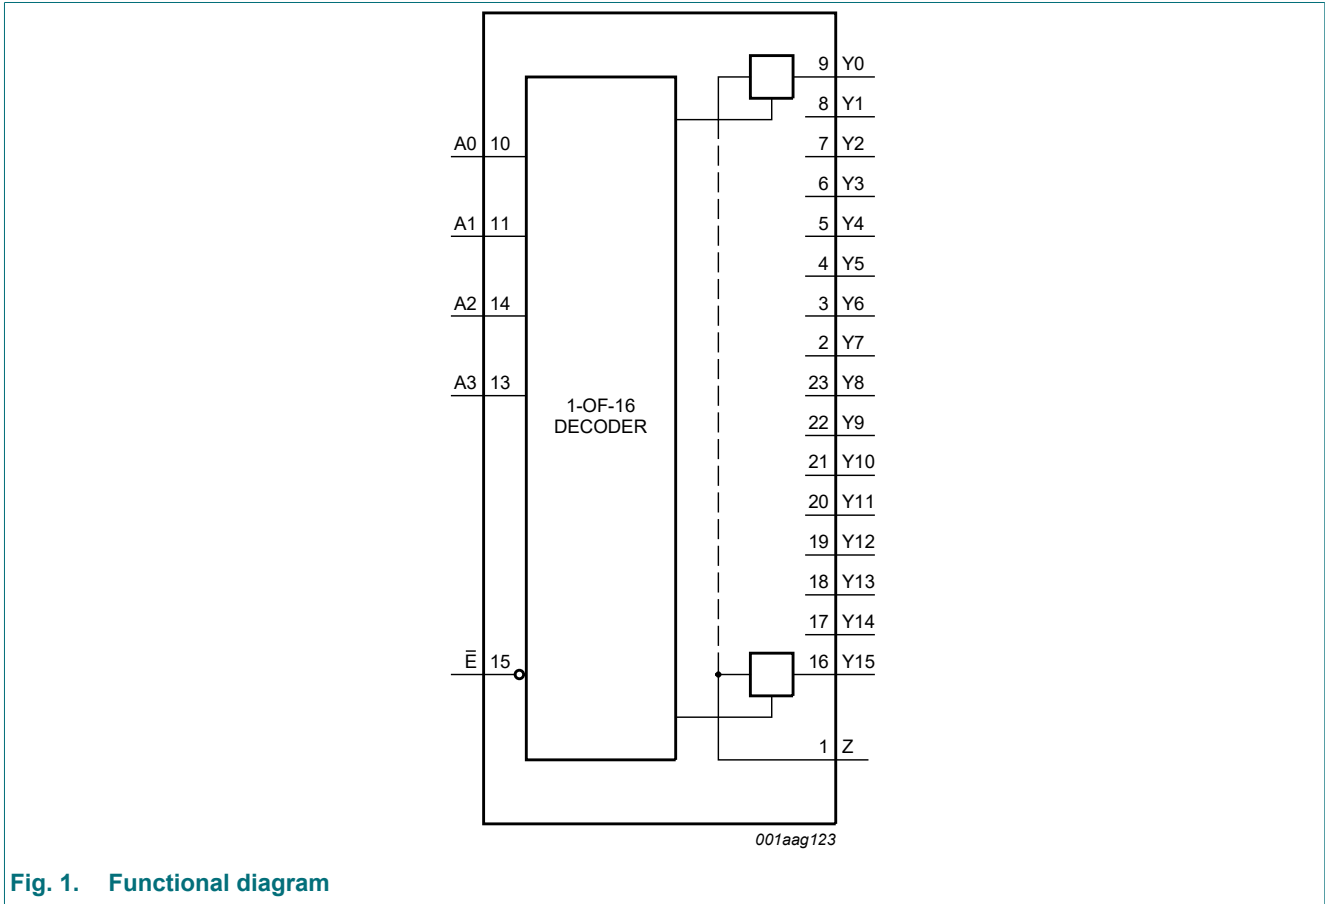 9 Y0
8 Y1
A0 10
7 Y2
6 Y3
A1 11
5 Y4
4 Y5
A2 14
3 Y6
2 Y7
A3 13
23 Y8
1-OF-16
DECODER
22 Y9
21 Y10
20 Y11
19 Y12
18 Y13
17 Y14
E̅ 15
16 Y15
1 Z
001aag123
Fig. 1. Functional diagram